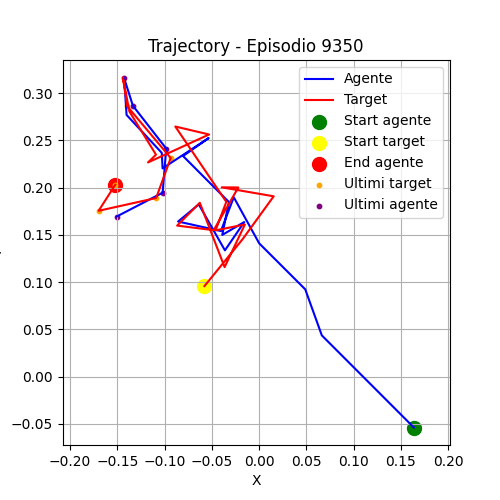 Trajectory - Episodio 9350
Agente
Target
Start agente
Start target
End agente
Ultimi target
Ultimi agente
0.30
0.25
0.20
0.15
0.10
0.05
0.00
−0.05
−0.20
−0.15
−0.10
−0.05
0.00
0.05
0.10
0.15
0.20
X